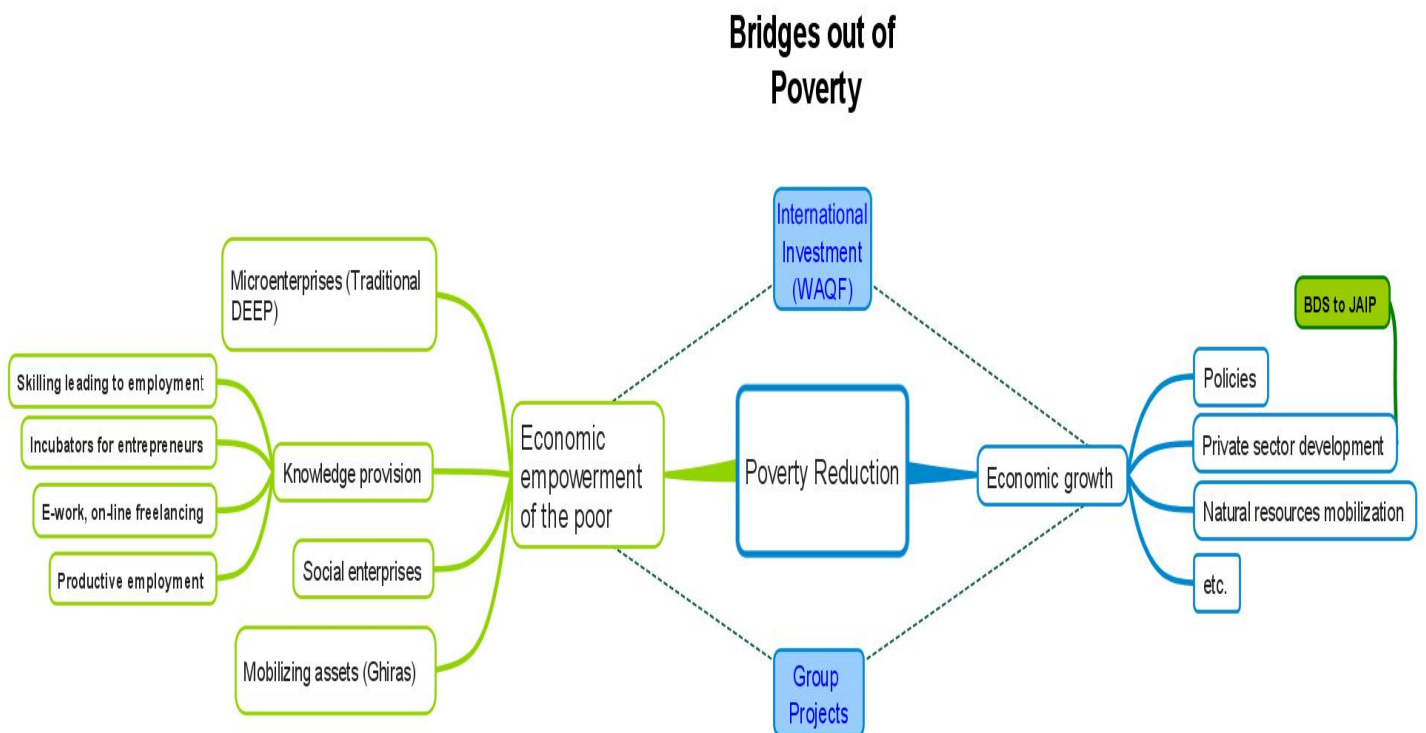 Bridges out of
Poverty
International
Investment
(WAQF)
Microenterprises (Traditional
DEEP)
BDS to JAIP
Skilling leading to employment
Incubators for entrepreneurs
E-work, on-line freelancing
Productive employment
Knowledge provision
Social enterprises
Mobilizing assets (Ghiras)
Economic
empowerment
of the poor
Poverty Reduction
Economic growth
Policies
Private sector development
Natural resources mobilization
etc.
Group
Projects